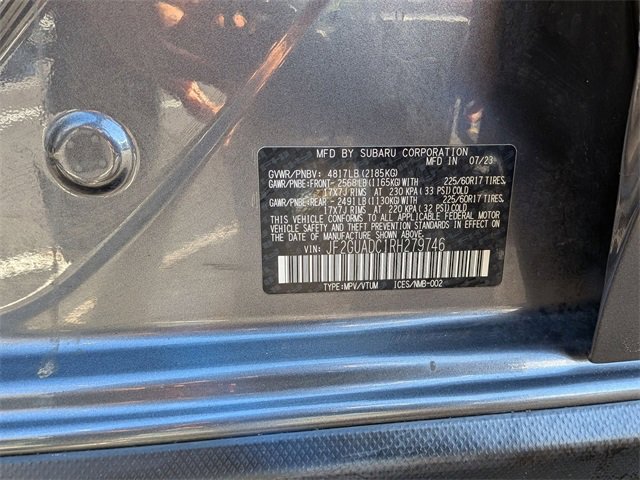 MFD BY SUBARU CORPORATION
MFD IN 07/23
GVWR/PNBV: 4817LB(2185KG)
GAWR/PNBE:FRONT- 2568LB(1165KG)WITH 225/60R17 TIRES,
17X7J RIMS AT 230 KPA (33 PSI)COLD
GAWR/PNBE:REAR - 2491LB(1130KG)WITH 225/60R17 TIRES,
17X7J RIMS AT 220 KPA (32 PSI)COLD
THIS VEHICLE CONFORMS TO ALL APPLICABLE FEDERAL MOTOR
VEHICLE SAFETY AND THEFT PREVENTION STANDARDS IN EFFECT ON
THE DATE OF MANUFACTURE SHOWN ABOVE.
VIN: JF2GUADC1RH279746
TYPE:MPV/VTUM ICES/NMB-002